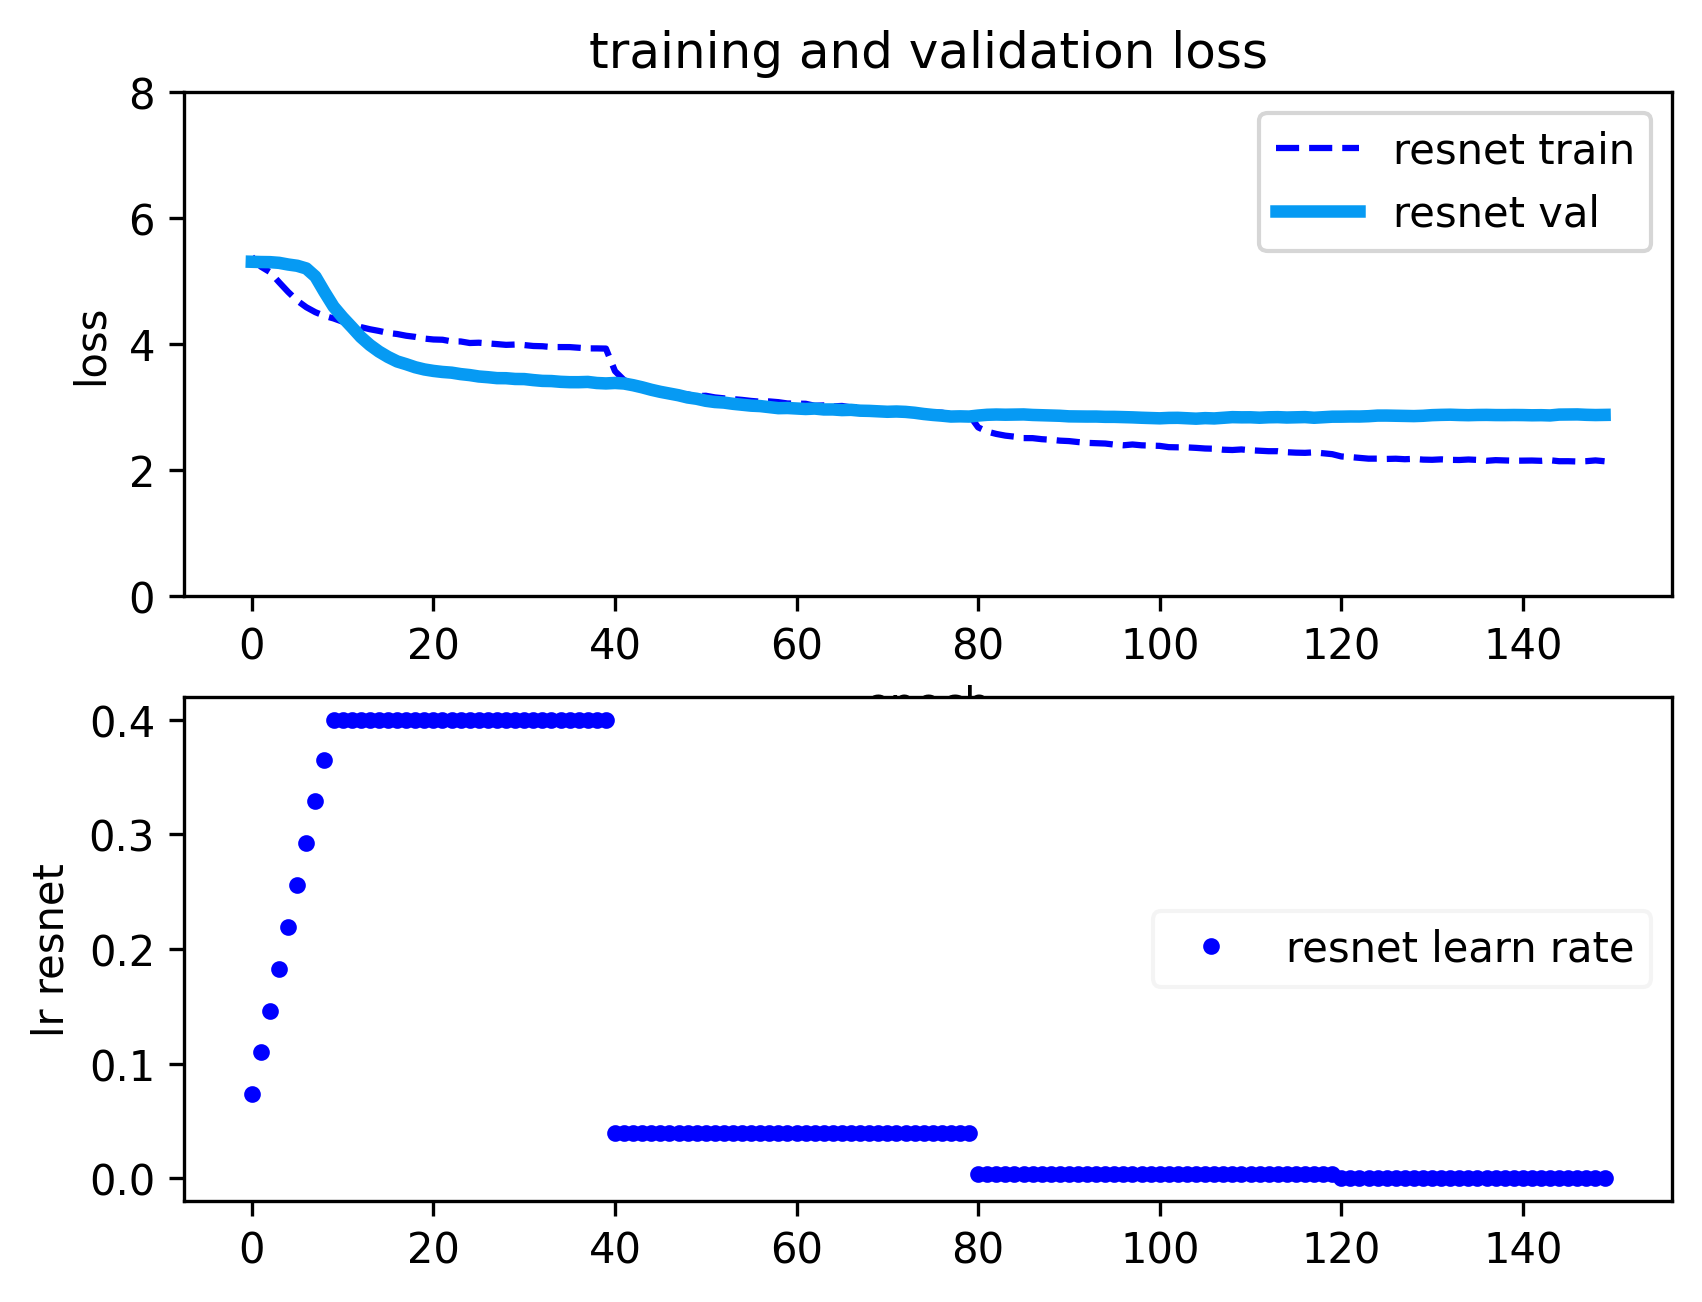 training and validation loss
8
6
4
2
0
loss
resnet train
resnet val
0 20 40 60 80 100 120 140
0.4
0.3
0.2
0.1
0.0
lr resnet
resnet learn rate
0 20 40 60 80 100 120 140